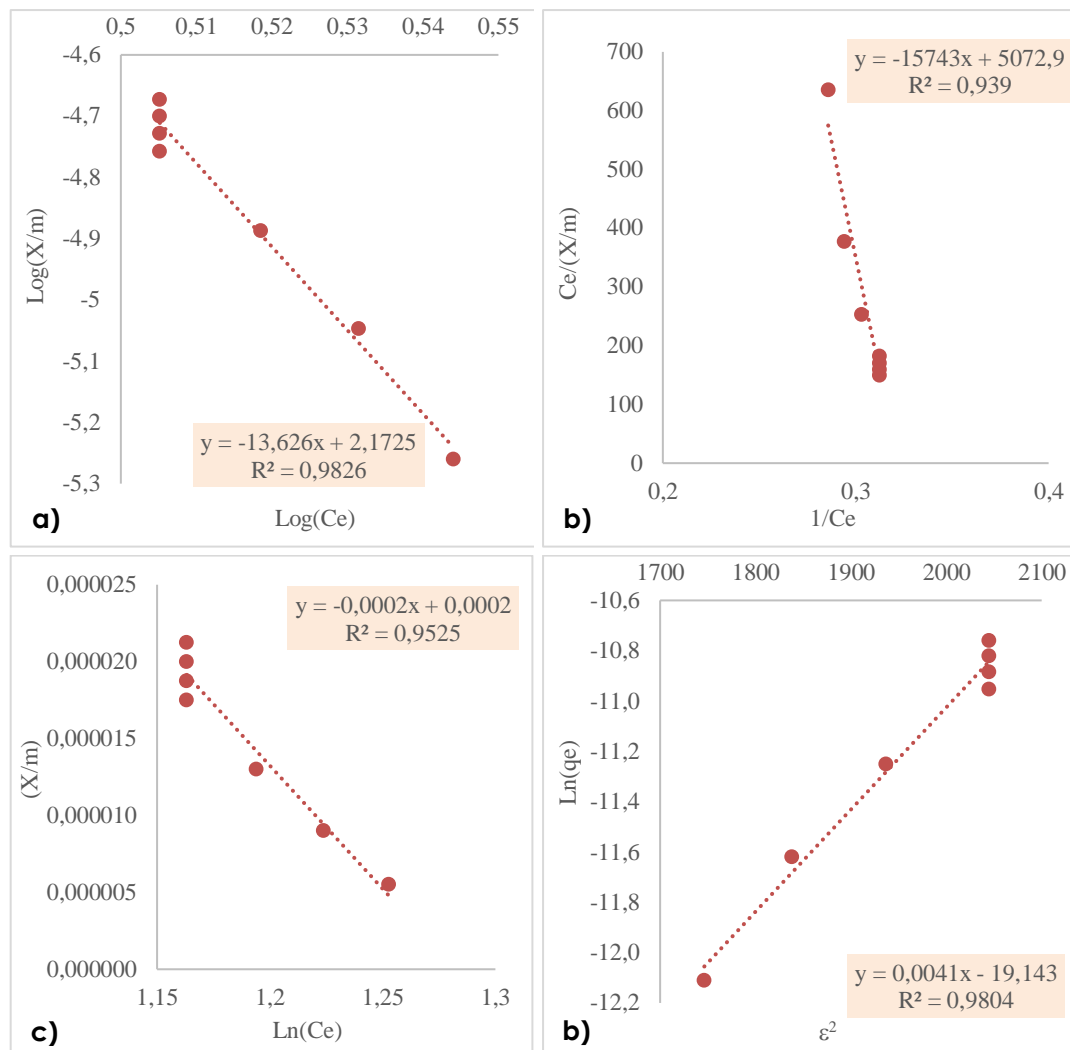 0,5 0,51 0,52 0,53 0,54 0,55
-4,6
-4,7
-4,8
-4,9
-5
-5,1
-5,2
-5,3
Log(X/m)
y = -13,626x + 2,1725
R² = 0,9826
Log(Ce)
a)
700
600
500
400
300
200
100
0
Ce/(X/m)
y = -15743x + 5072,9
R² = 0,939
0,2 0,3 0,4
1/Ce
b)
0,000025
0,000020
0,000015
0,000010
0,000005
0,000000
(X/m)
y = -0,0002x + 0,0002
R² = 0,9525
1,15 1,2 1,25 1,3
Ln(Ce)
c)
1700 1800 1900 2000 2100
-10,6
-10,8
-11,0
-11,2
-11,4
-11,6
-11,8
-12,0
-12,2
Ln(qe)
y = 0,0041x - 19,143
R² = 0,9804
ε²
b)